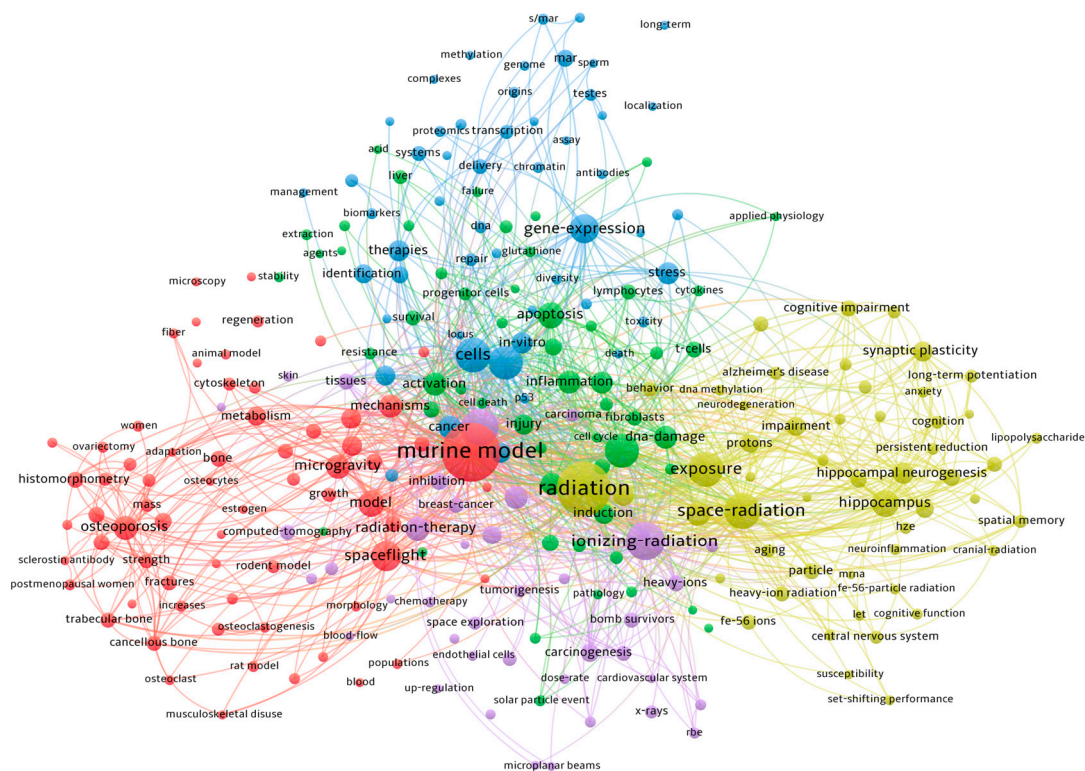 s/mar
long-term
methylation
genome
mar
sperm
complexes
origins
testes
localization
proteomics
transcription
assay
acid
systems
delivery
chromatin
antibodies
liver
management
failure
biomarkers
dna
gene-expression
applied physiology
extraction
agents
therapies
glutathione
repair
identification
diversity
stress
microscopy
stability
progenitor cells
lymphocytes
cytokines
cognitive impairment
fiber
regeneration
survival
apoptosis
toxicity
locus
in-vitro
animal model
resistance
cells
death
t-cells
synaptic plasticity
skin
tissues
cytoskeleton
activation
inflammation
behavior
dna methylation
alzheimer's disease
long-term potentiation
anxiety
p53
cell death
neurodegeneration
metabolism
mechanisms
carcinoma
fibroblasts
women
cancer
injury
cell cycle
dna-damage
impairment
cognition
lipopolysaccharide
ovariectomy
adaptation
murine model
protons
persistent reduction
bone
histomorphometry
osteocytes
microgravity
inhibition
exposure
hippocampal neurogenesis
mass
growth
radiation
estrogen
model
breast-cancer
induction
space-radiation
hippocampus
osteoporosis
computed-tomography
radiation-therapy
ionizing-radiation
hze
spatial memory
sclerostin antibody
strength
rodent model
spaceflight
aging
neuroinflammation
cranial-radiation
postmenopausal women
fractures
particle
mrna
heavy-ions
tumorigenesis
pathology
heavy-ion radiation
fe-56-particle radiation
increases
morphology
chemotherapy
let
cognitive function
trabecular bone
osteoclastogenesis
space exploration
bomb survivors
fe-56 ions
cancellous bone
blood-flow
central nervous system
endothelial cells
carcinogenesis
rat model
populations
osteoclast
blood
up-regulation
dose-rate
cardiovascular system
susceptibility
solar particle event
set-shifting performance
musculoskeletal disuse
x-rays
rbe
microplanar beams